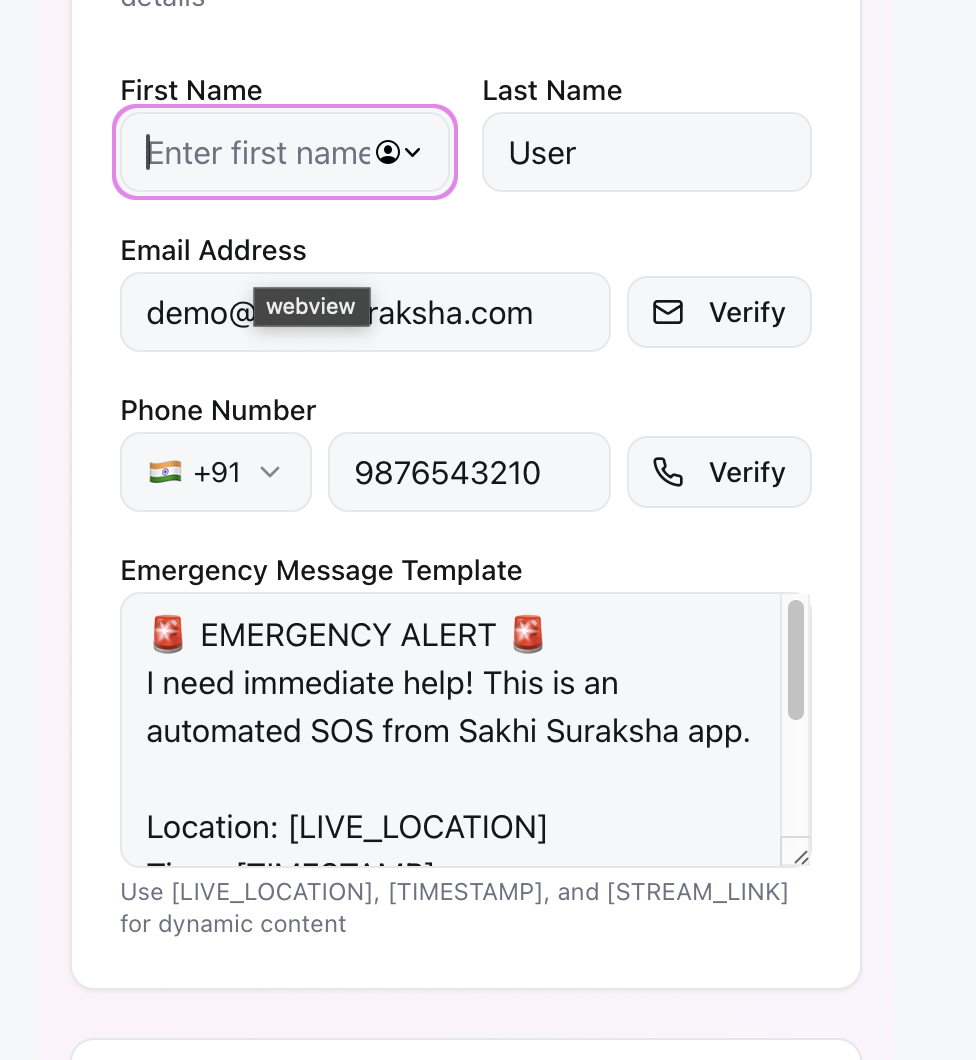 details
First Name
Last Name
Enter first name
User
Email Address
demo@
raksha.com
webview
Verify
Phone Number
🇮🇳 +91
9876543210
Verify
Emergency Message Template
🚨 EMERGENCY ALERT 🚨
I need immediate help! This is an
automated SOS from Sakhi Suraksha app.
Location: [LIVE_LOCATION]
Use [LIVE_LOCATION], [TIMESTAMP], and [STREAM_LINK]
for dynamic content